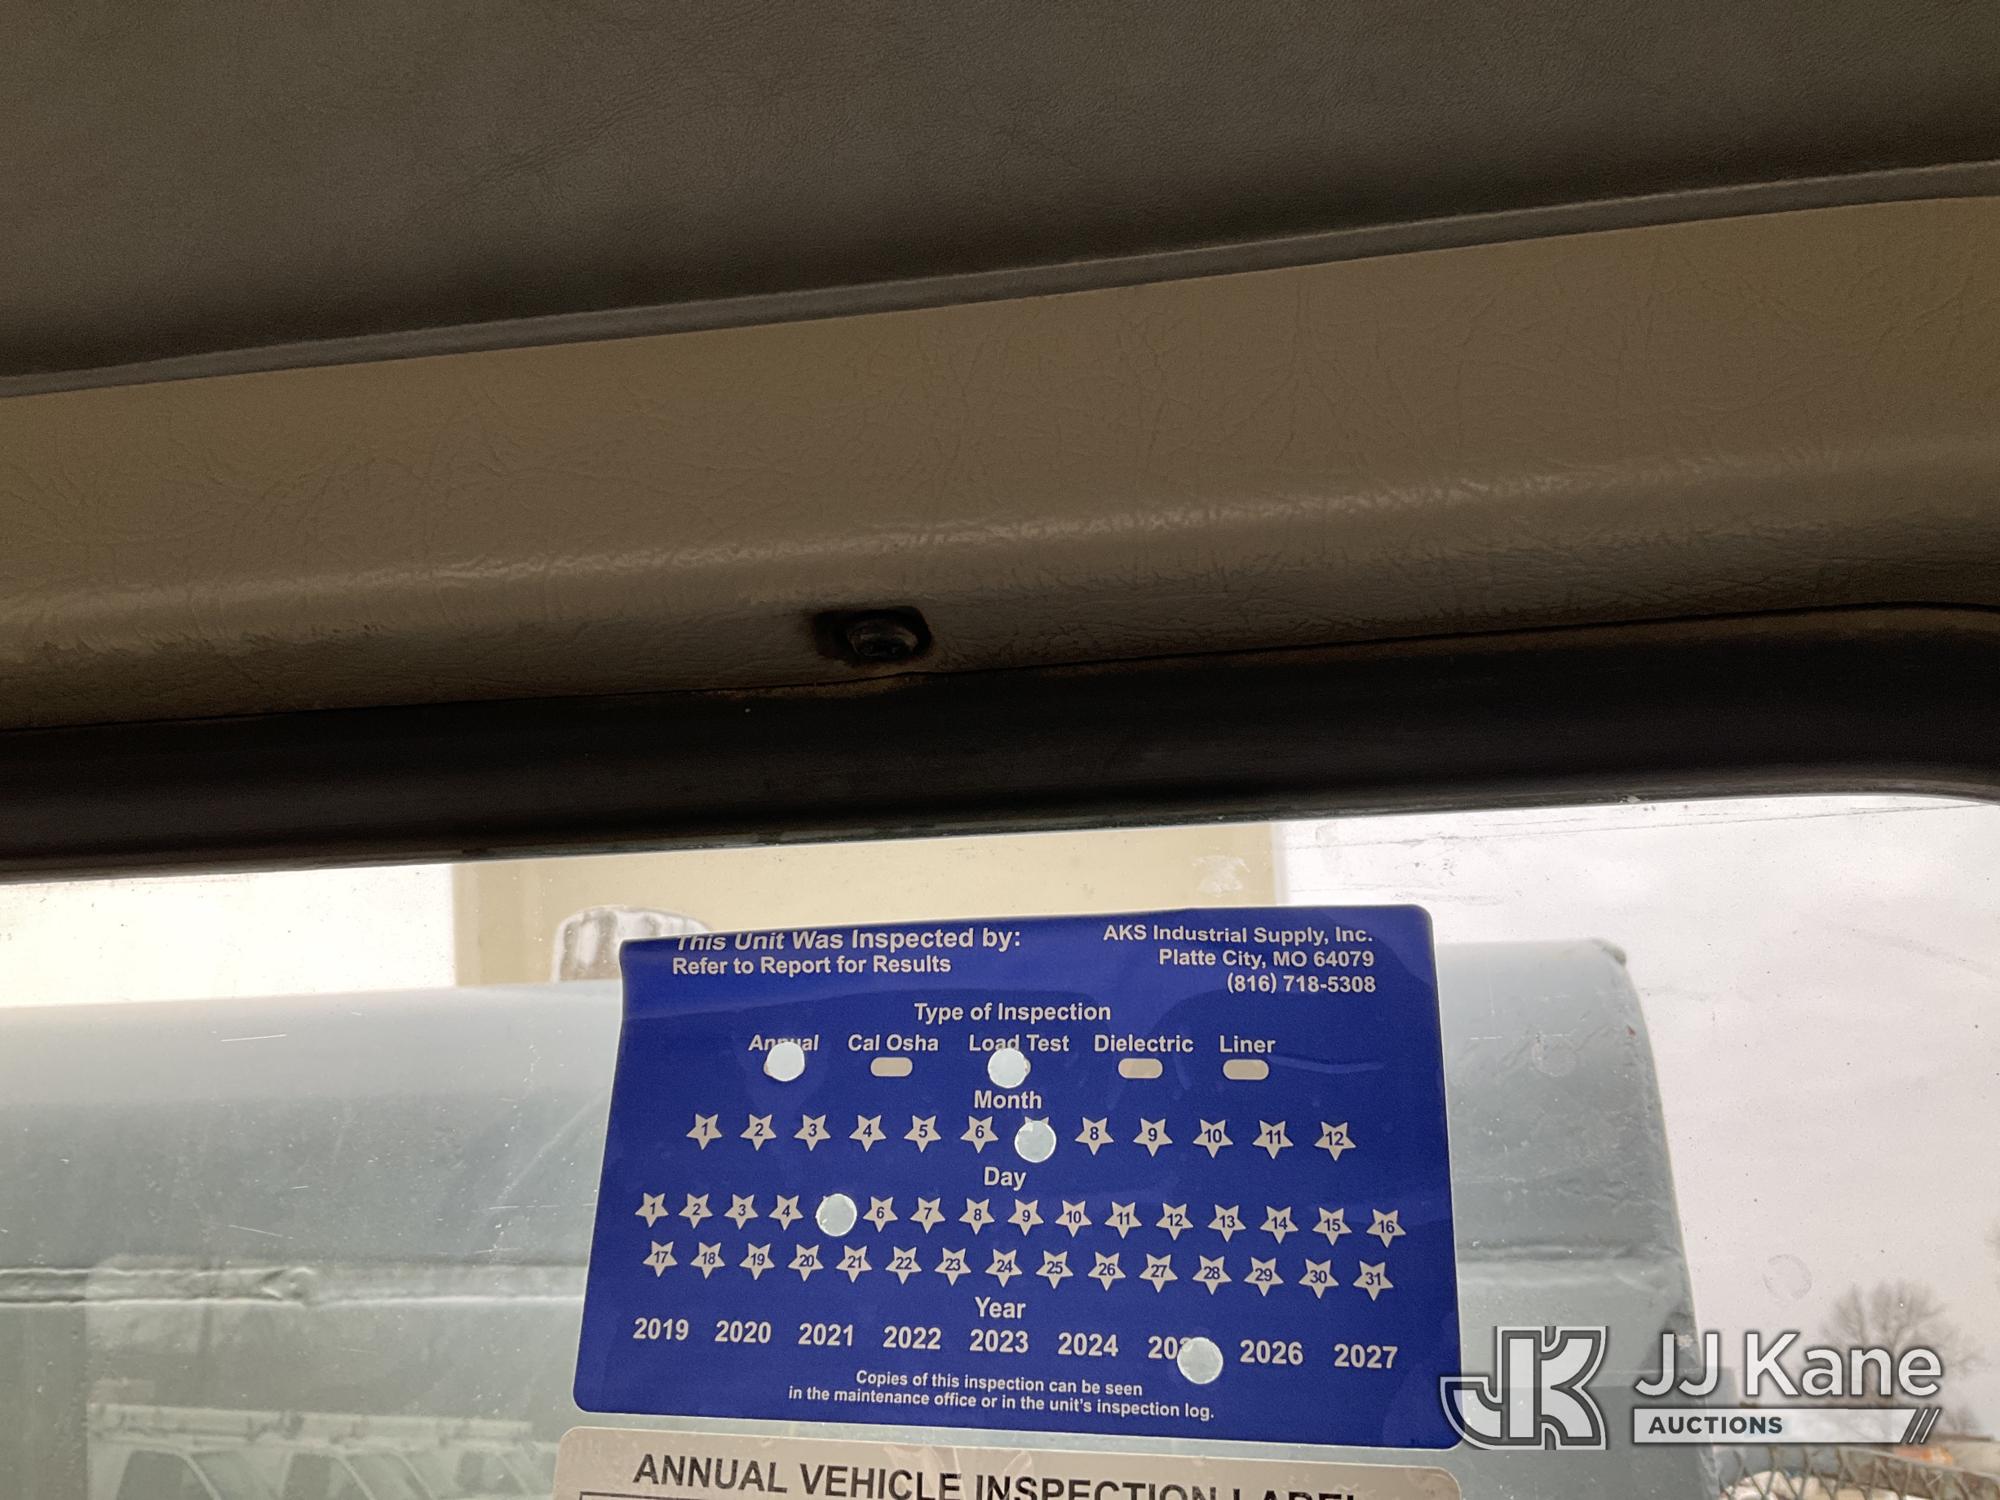 This Unit Was Inspected by:
Refer to Report for Results
AKS Industrial Supply, Inc.
Platte City, MO 64079
(816) 718-5308
Type of Inspection
Annual Cal Osha Load Test Dielectric Liner
Month
1 2 3 4 5 6 8 9 10 11 12
Day
1 2 3 4 6 7 8 9 10 11 12 13 14 15 16
17 18 19 20 21 22 23 24 25 26 27 28 29 30 31
Year
2019 2020 2021 2022 2023 2024 202 2026 2027
Copies of this inspection can be seen
in the maintenance office or in the unit's inspection log.
ANNUAL VEHICLE INSPECTION LABEL
JK JJ Kane
AUCTIONS